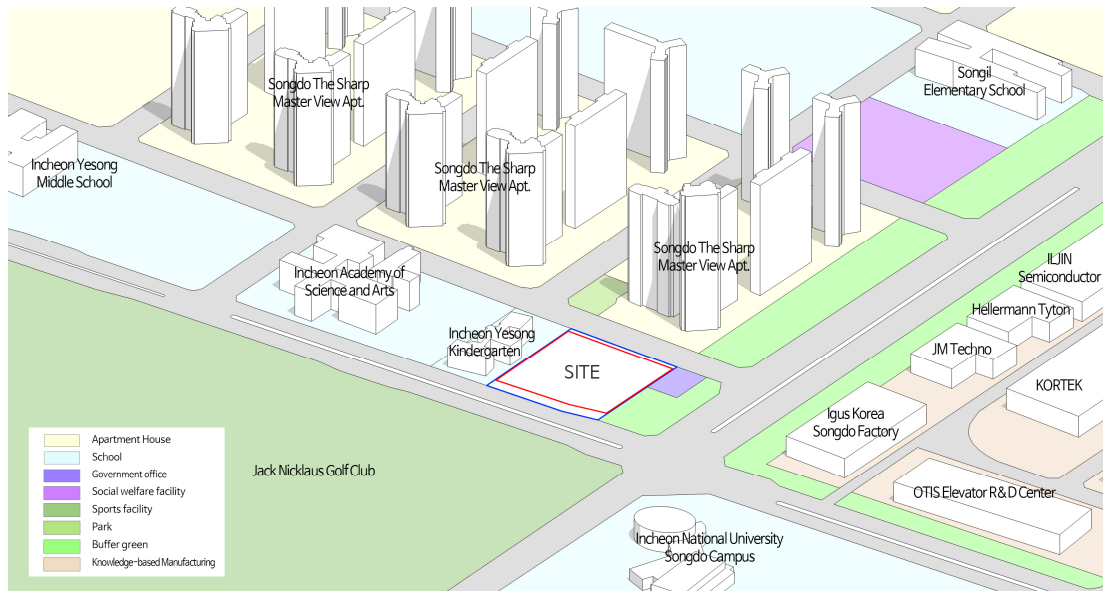 Songdo The Sharp
Master View Apt.
Songil
Elementary School
Incheon Yesong
Middle School
Songdo The Sharp
Master View Apt.
Songdo The Sharp
Master View Apt.
Incheon Academy of
Science and Arts
ILJIN
Semiconductor
Hellermann Tyton
Incheon Yesong
Kindergarten
JM Techno
SITE
KORTEK
Igus Korea
Songdo Factory
Jack Nicklaus Golf Club
OTIS Elevator R & D Center
Incheon National University
Songdo Campus
Apartment House
School
Government office
Social welfare facility
Sports facility
Park
Buffer green
Knowledge-based Manufacturing